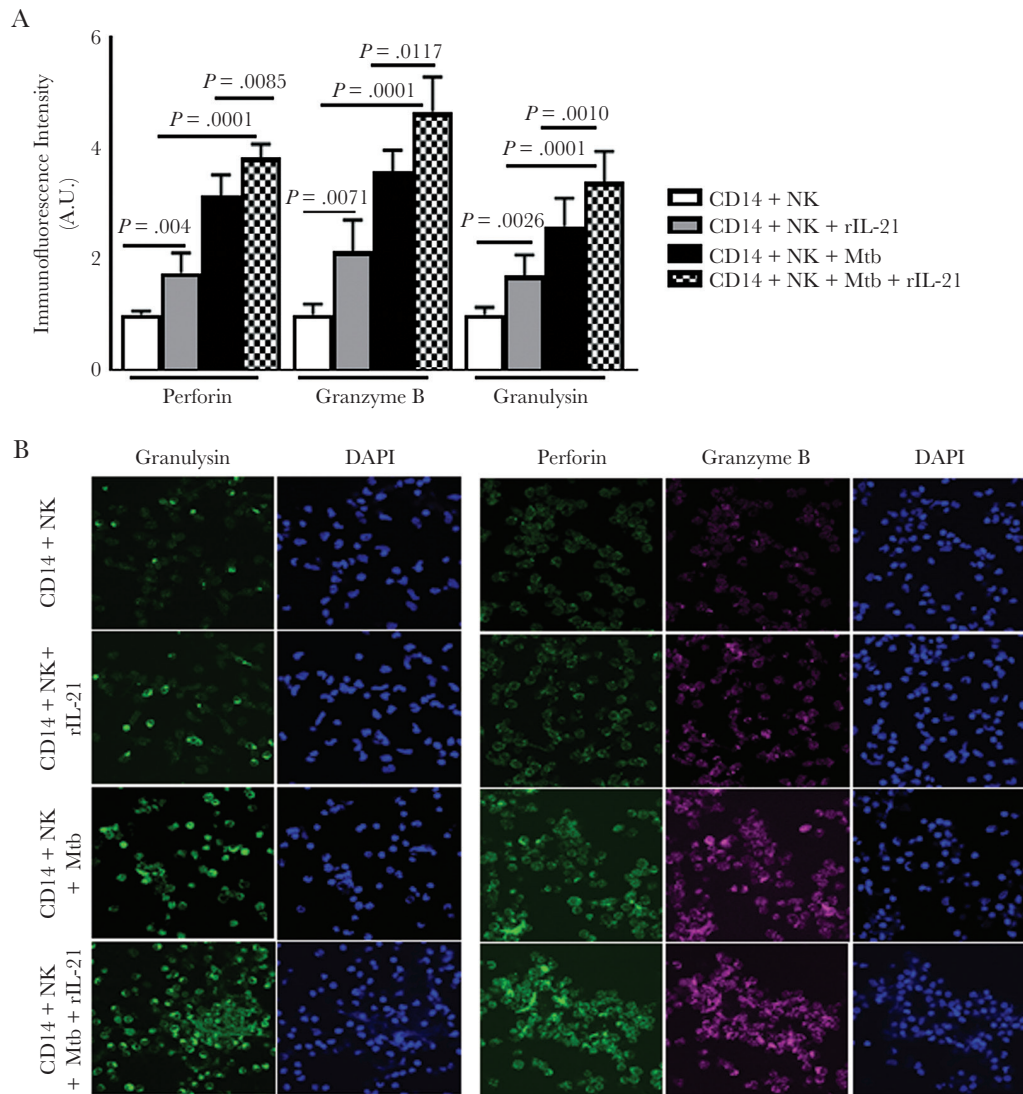 A
Immunofluorescence Intensity
(A.U.)
6
4
2
0
P = .004
P = .0001
P = .0085
P = .0071
P = .0001
P = .0117
P = .0026
P = .0001
P = .0010
Perforin
Granzyme B
Granulysin
CD14 + NK
CD14 + NK + rIL-21
CD14 + NK + Mtb
CD14 + NK + Mtb + rIL-21
B
Granulysin
DAPI
Perforin
Granzyme B
DAPI
CD14 + NK
CD14 + NK+
rIL-21
CD14 + NK
+ Mtb
CD14 + NK
+ Mtb + rIL-21